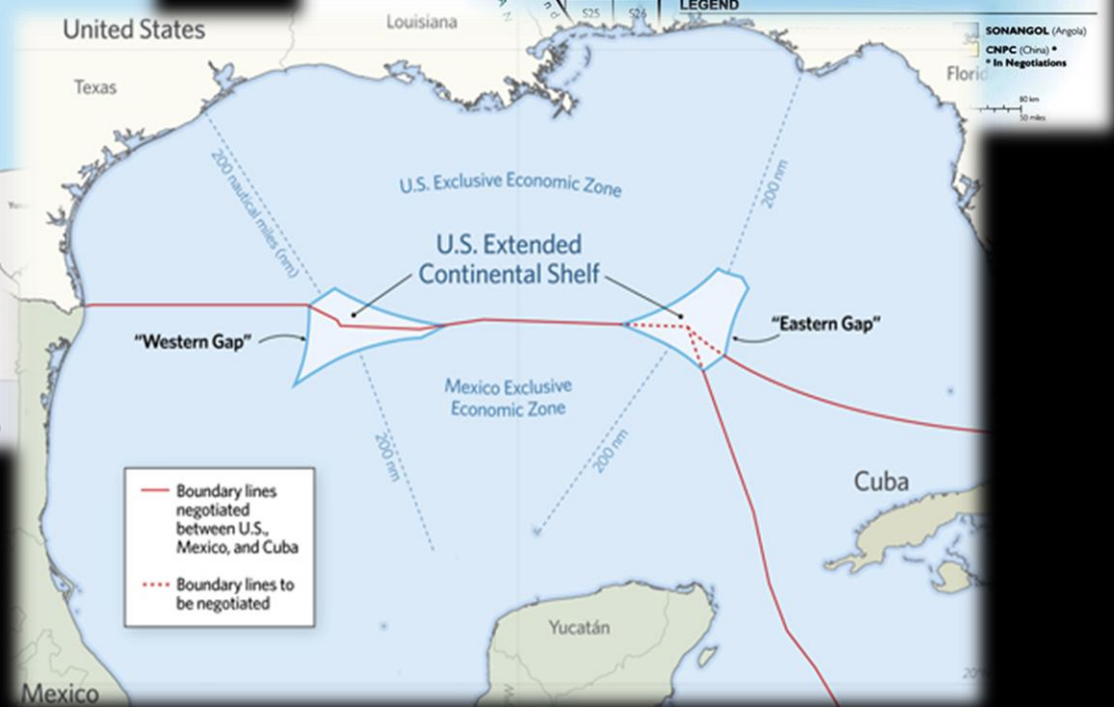 United States
Louisiana
S25
S26
LEGEND
SONANGOL (Angola)
CNPC (China) *
* In Negotiations
80 km
50 miles
Texas
Florid
200 nautical miles (nm)
U.S. Exclusive Economic Zone
200 nm
U.S. Extended
Continental Shelf
"Western Gap"
"Eastern Gap"
Mexico Exclusive
Economic Zone
200 nm
200 nm
Cuba
Boundary lines
negotiated
between U.S.,
Mexico, and Cuba
Boundary lines to
be negotiated
Yucatán
Mexico